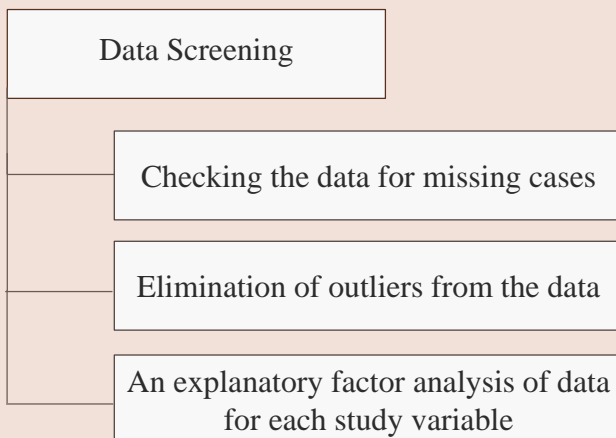 Data Screening
Checking the data for missing cases
Elimination of outliers from the data
An explanatory factor analysis of data
for each study variable